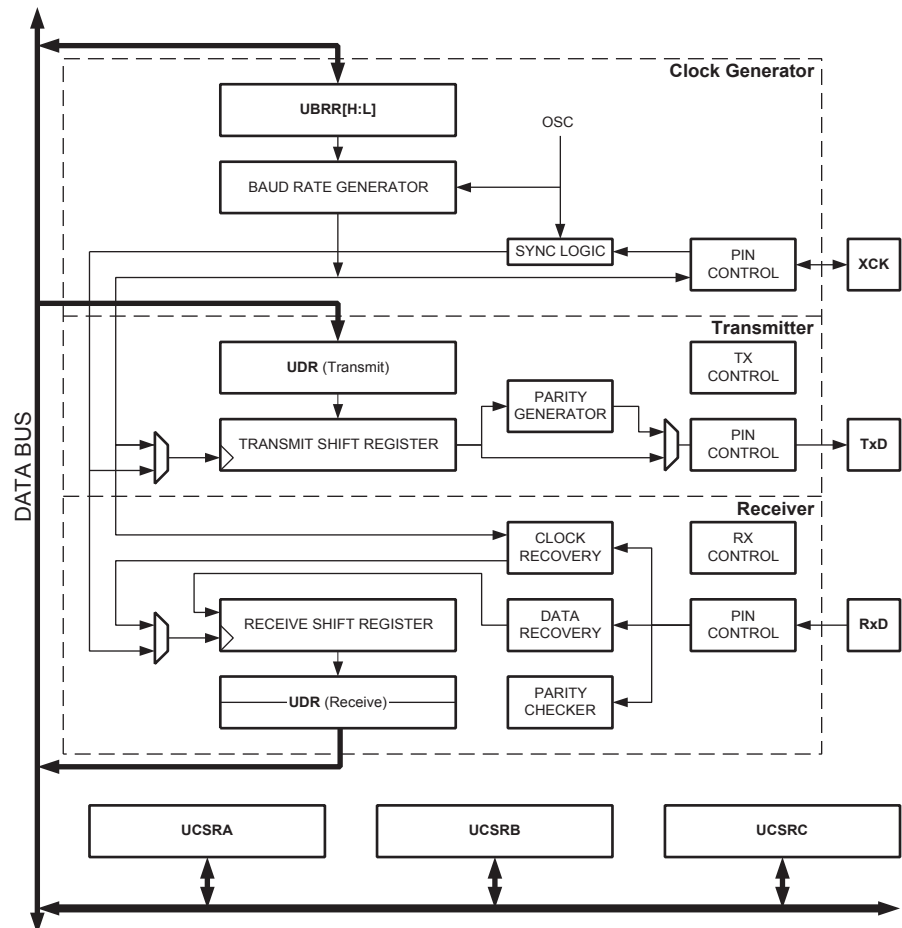 Clock Generator
UBRR[H:L]
OSC
BAUD RATE GENERATOR
SYNC LOGIC
PIN
CONTROL
XCK
Transmitter
UDR (Transmit)
TX
CONTROL
PARITY
GENERATOR
TRANSMIT SHIFT REGISTER
PIN
CONTROL
TxD
DATA BUS
Receiver
CLOCK
RECOVERY
RX
CONTROL
RECEIVE SHIFT REGISTER
DATA
RECOVERY
PIN
CONTROL
RxD
UDR (Receive)
PARITY
CHECKER
UCSRA
UCSRB
UCSRC